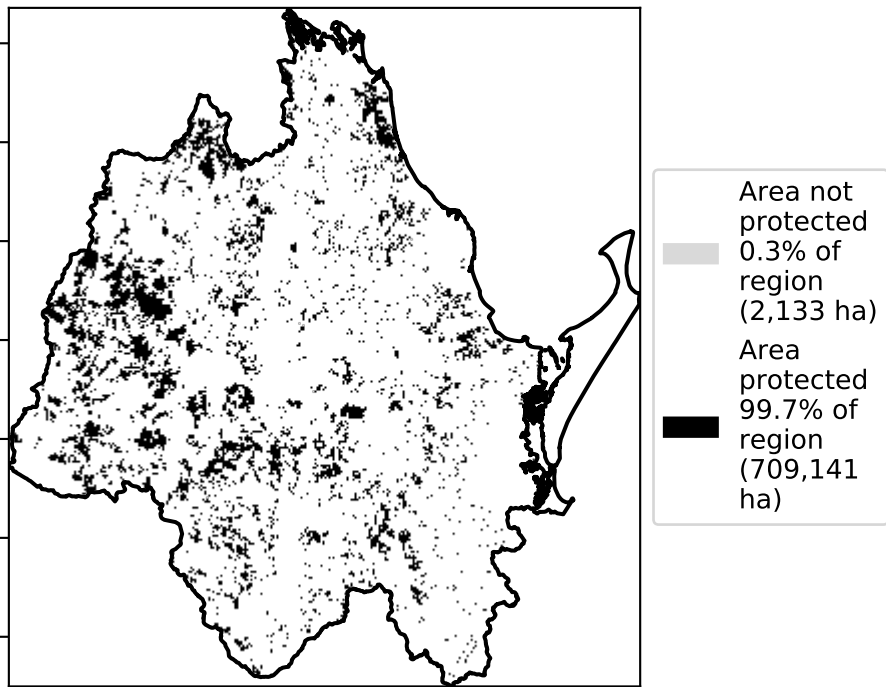 Area not
protected
0.3% of
region
(2,133 ha)
Area
protected
99.7% of
region
(709,141
ha)